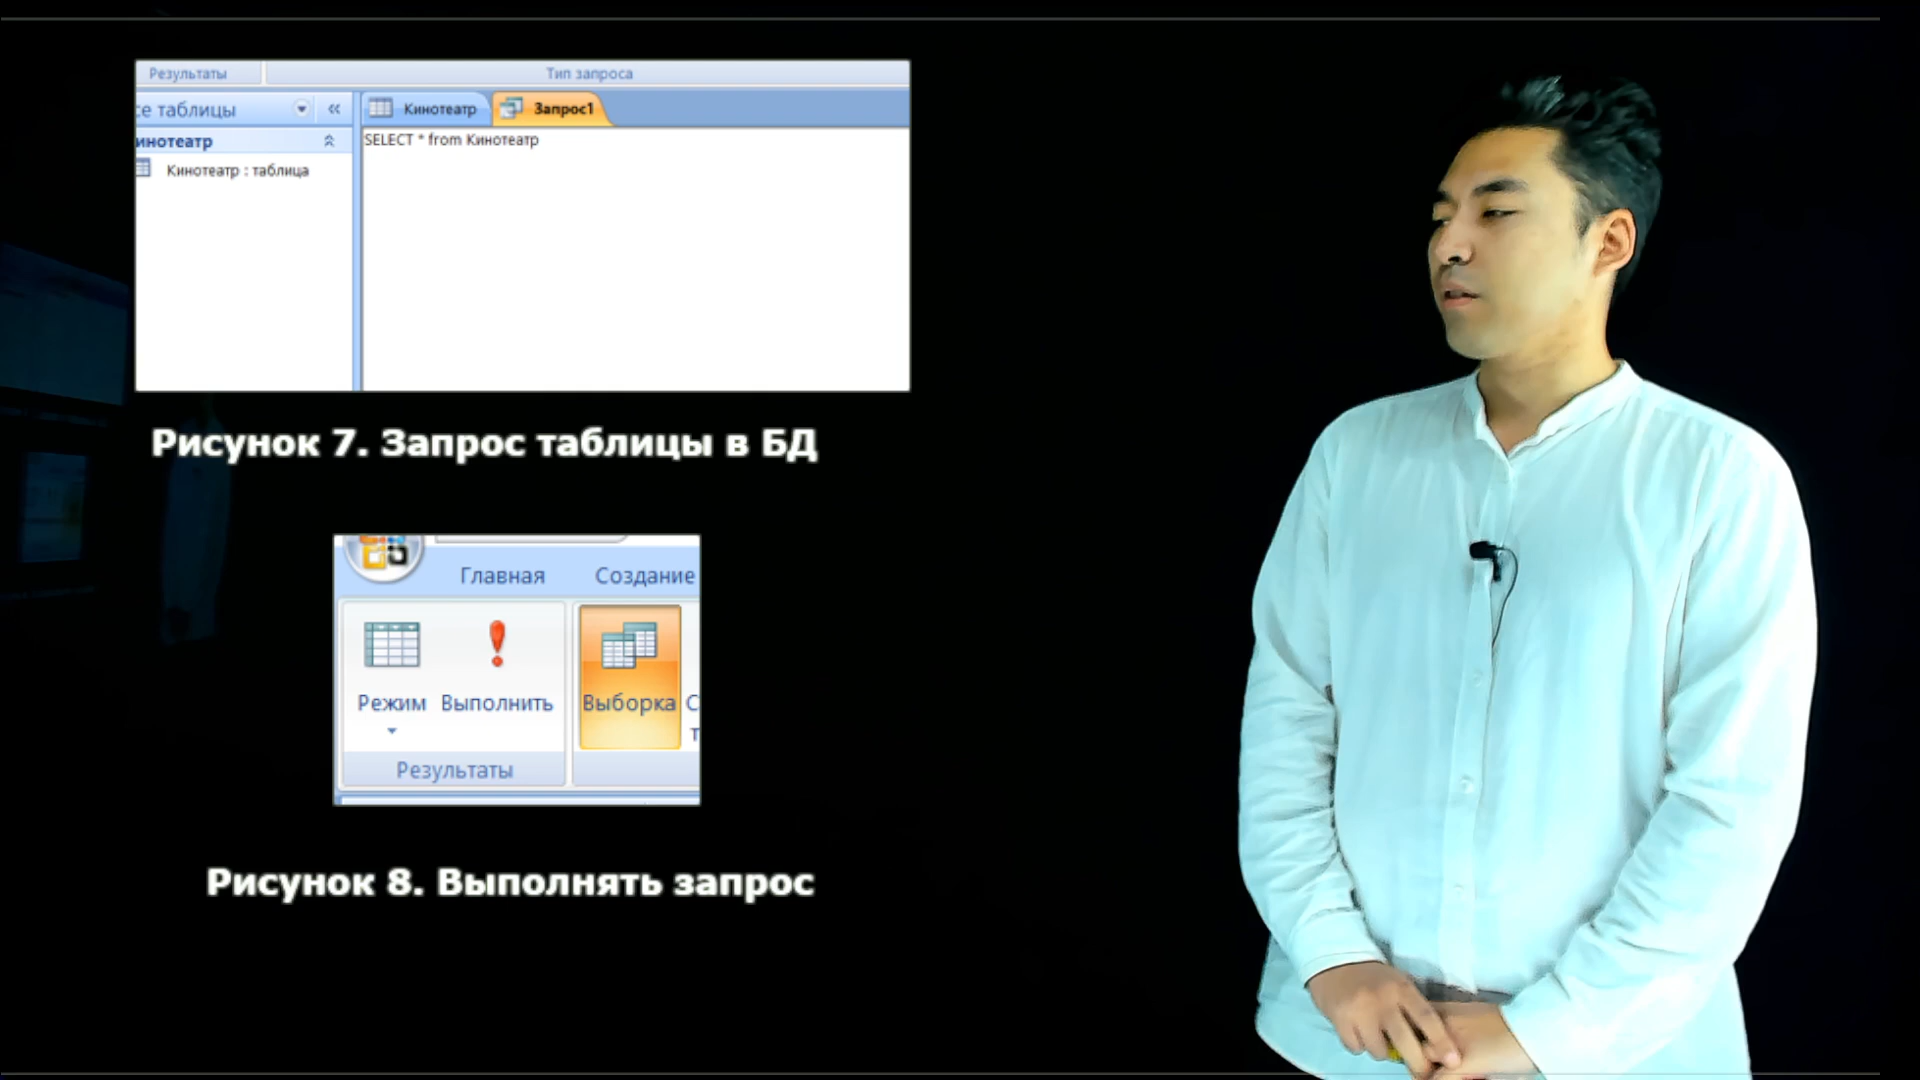 Результаты
Тип запроса
се таблицы
Кинотеатр
Запрос1
инотеатр
SELECT * from Кинотеатр
Кинотеатр : таблица
Рисунок 7. Запрос таблицы в БД
Главная
Создание
Режим
Выполнить
Выборка
Результаты
Рисунок 8. Выполнять запрос